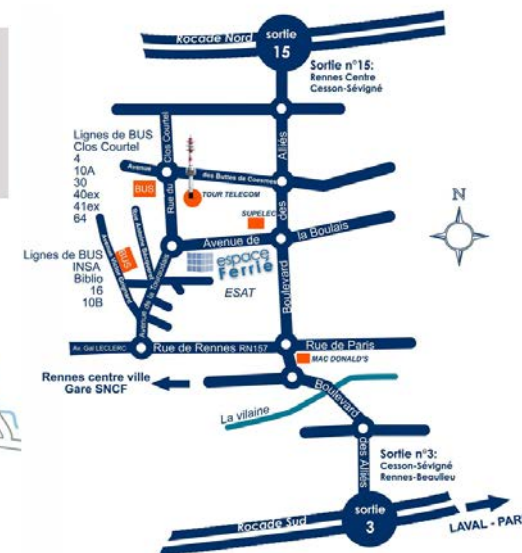 Rocade Nord
sortie
15
Sortie n°15:
Rennes Centre
Cesson-Sévigné
Lignes de BUS
Clos Courtel
4
10A
30
40ex
41ex
64
Rue du Clos Courtel
Avenue des Buttes de Coesmes
BUS
TOUR TELECOM
SUPELEC
Boulevard des Alliés
Avenue de la Boulais
N
espace
Ferrié
ESAT
Lignes de BUS
INSA
Biblio
16
10B
BUS
Avenue de la Touraudais
Av. Gal LECLERC
Rue de Rennes RN157
Rue de Paris
MAC DONALD'S
Rennes centre ville
Gare SNCF
La vilaine
Boulevard des Alliés
Sortie n°3:
Cesson-Sévigné
Rennes-Beaulieu
Rocade Sud
sortie
3
LAVAL - PAR